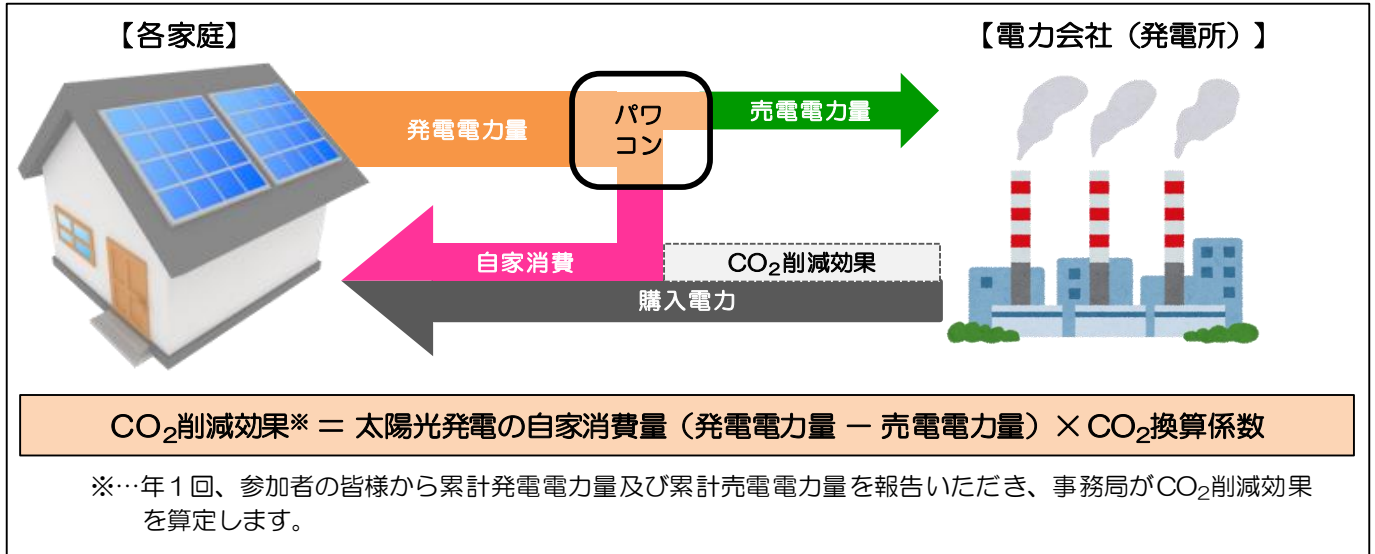 【各家庭】
【電力会社（発電所）】
発電電力量
パワ
コン
売電電力量
自家消費
CO₂削減効果
購入電力
CO₂削減効果※ ＝ 太陽光発電の自家消費量（発電電力量 － 売電電力量）×CO₂換算係数
※…年１回、参加者の皆様から累計発電電力量及び累計売電電力量を報告いただき、事務局がCO₂削減効果
を算定します。